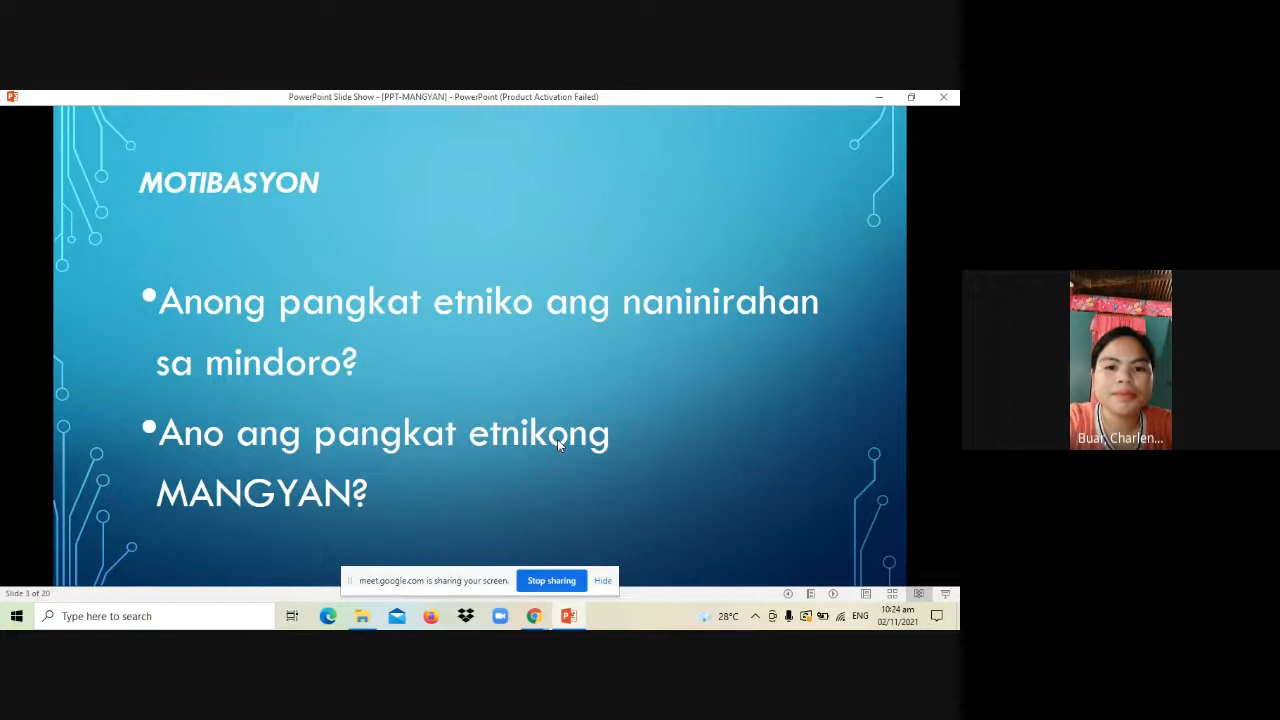 PowerPoint Slide Show - [PPT-MANGYAN] - PowerPoint (Product Activation Failed)
MOTIBASYON
•Anong pangkat etniko ang naninirahan
sa mindoro?
•Ano ang pangkat etnikong
MANGYAN?
Buar, Charlen...
meet.google.com is sharing your screen.
Stop sharing
Hide
Slide 3 of 20
Type here to search
28°C
ENG
10:24 am
02/11/2021